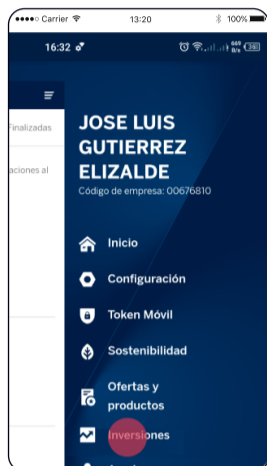 Carrier 13:20 100%
16:32 669 B/s
Finalizadas
aciones al
JOSE LUIS
GUTIERREZ
ELIZALDE
Código de empresa: 00676810
Inicio
Configuración
Token Móvil
Sostenibilidad
Ofertas y
productos
Inversiones